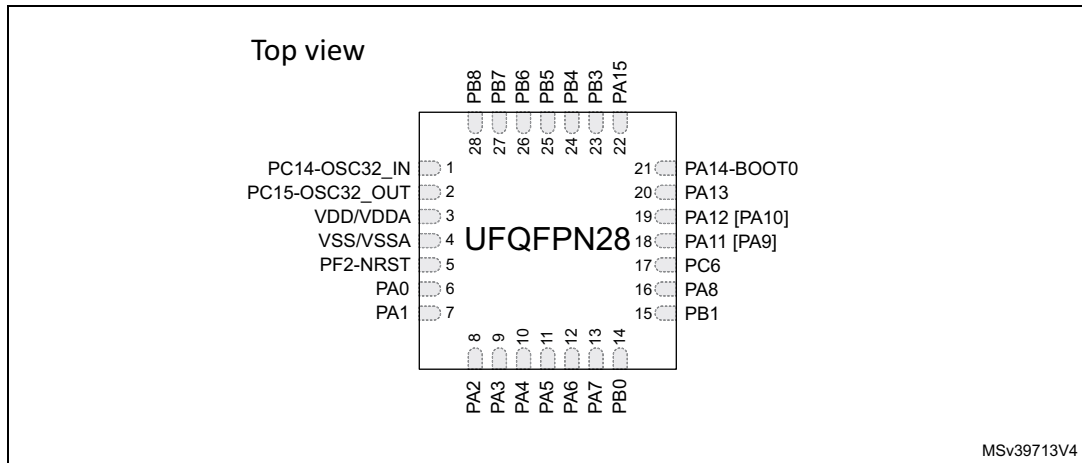 Top view
PB8
PB7
PB6
PB5
PB4
PB3
PA15
28
27
26
25
24
23
22
PC14-OSC32_IN 1
PC15-OSC32_OUT 2
VDD/VDDA 3
VSS/VSSA 4
PF2-NRST 5
PA0 6
PA1 7
UFQFPN28
21 PA14-BOOT0
20 PA13
19 PA12 [PA10]
18 PA11 [PA9]
17 PC6
16 PA8
15 PB1
8
9
10
11
12
13
14
PA2
PA3
PA4
PA5
PA6
PA7
PB0
MSv39713V4